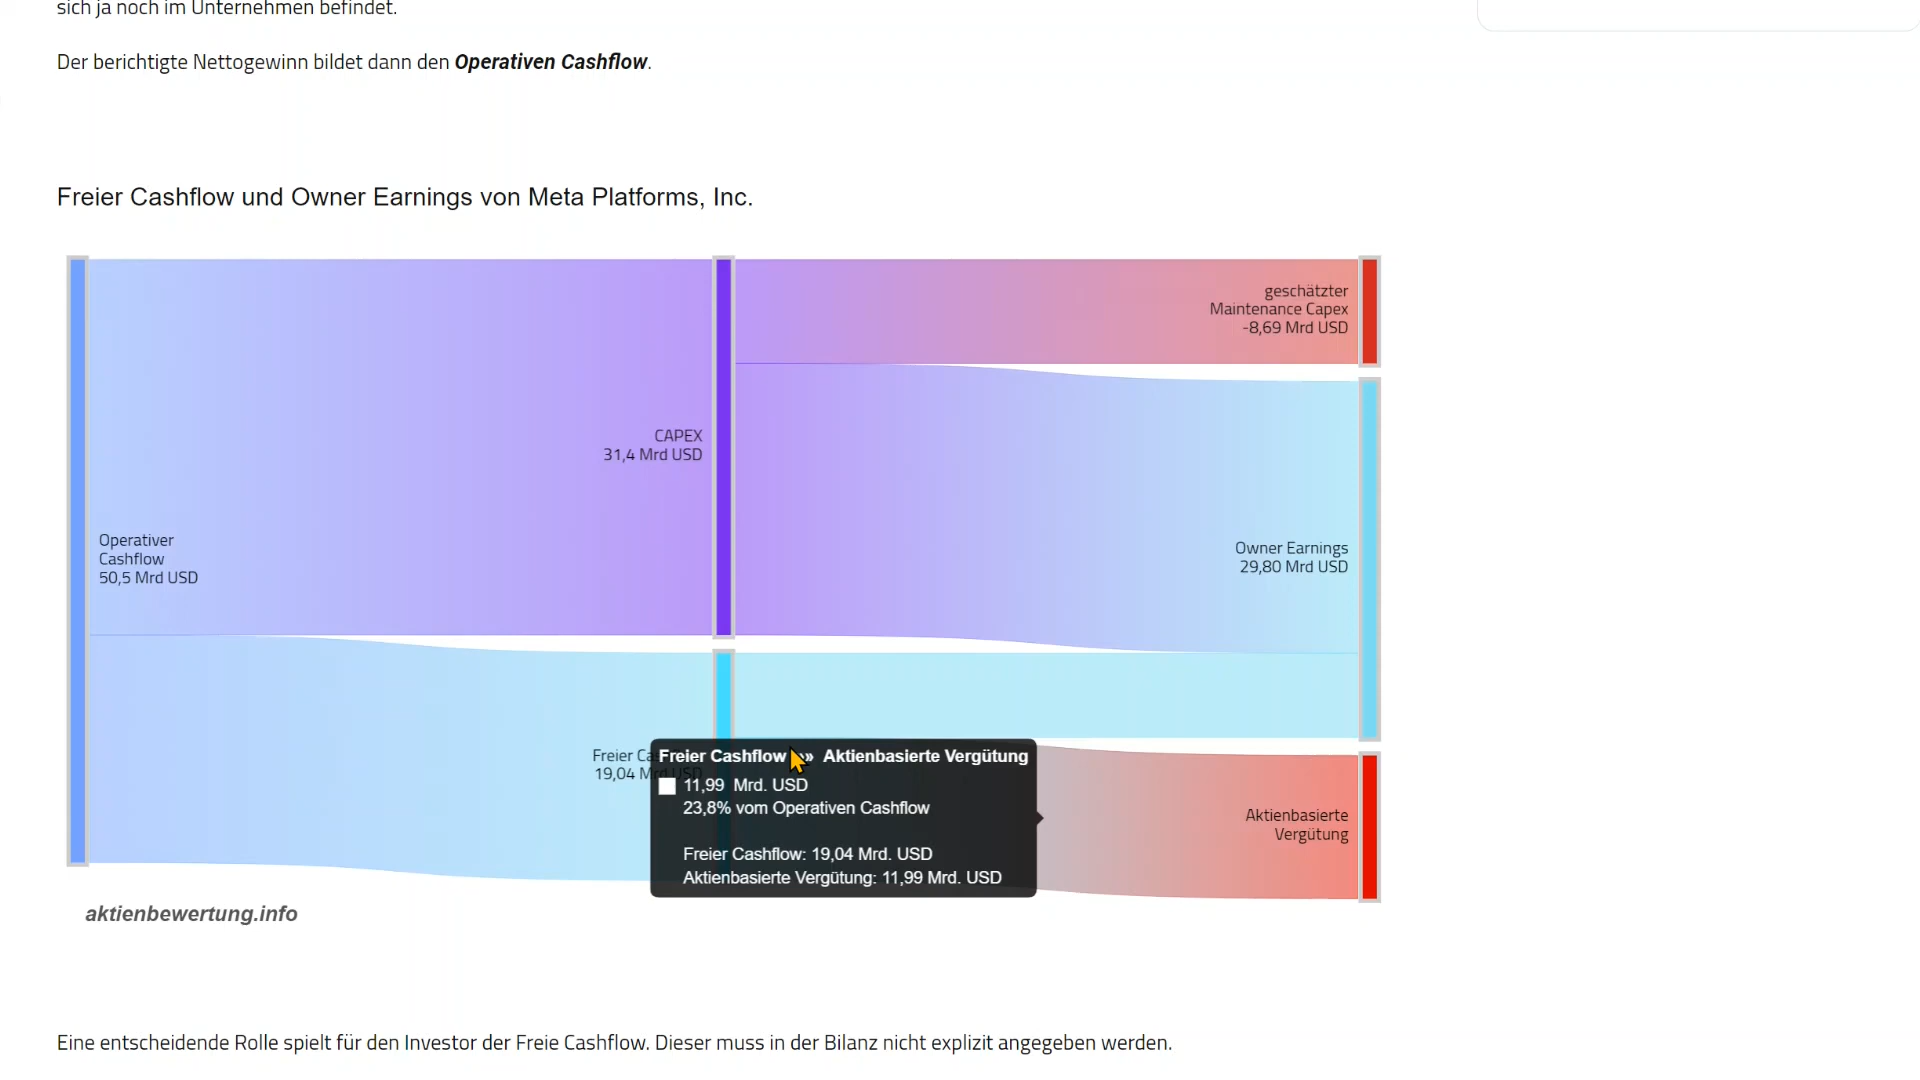 sich ja noch im Unternehmen befindet.
Der berichtigte Nettogewinn bildet dann den Operativen Cashflow.
Freier Cashflow und Owner Earnings von Meta Platforms, Inc.
geschätzter
Maintenance Capex
-8,69 Mrd USD
CAPEX
31,4 Mrd USD
Operativer
Cashflow
50,5 Mrd USD
Owner Earnings
29,80 Mrd USD
Freier
19,04 Mrd USD
Freier Cashflow »» Aktienbasierte Vergütung
11,99 Mrd. USD
23,8% vom Operativen Cashflow
Freier Cashflow: 19,04 Mrd. USD
Aktienbasierte Vergütung: 11,99 Mrd. USD
Aktienbasierte
Vergütung
aktienbewertung.info
Eine entscheidende Rolle spielt für den Investor der Freie Cashflow. Dieser muss in der Bilanz nicht explizit angegeben werden.